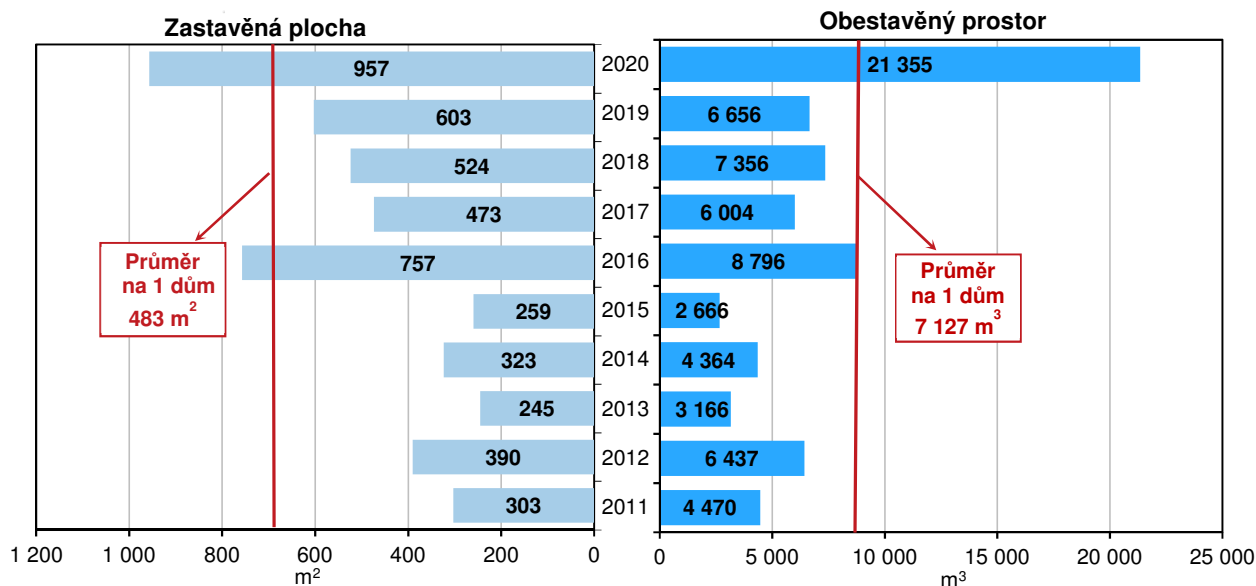 Zastavěná plocha
957
603
524
473
757
259
323
245
390
303
Průměr
na 1 dům
483 m²
1 200 1 000 800 600 400 200 0
m²
2020
2019
2018
2017
2016
2015
2014
2013
2012
2011
Obestavěný prostor
21 355
6 656
7 356
6 004
8 796
2 666
4 364
3 166
6 437
4 470
Průměr
na 1 dům
7 127 m³
0 5 000 10 000 15 000 20 000 25 000
m³